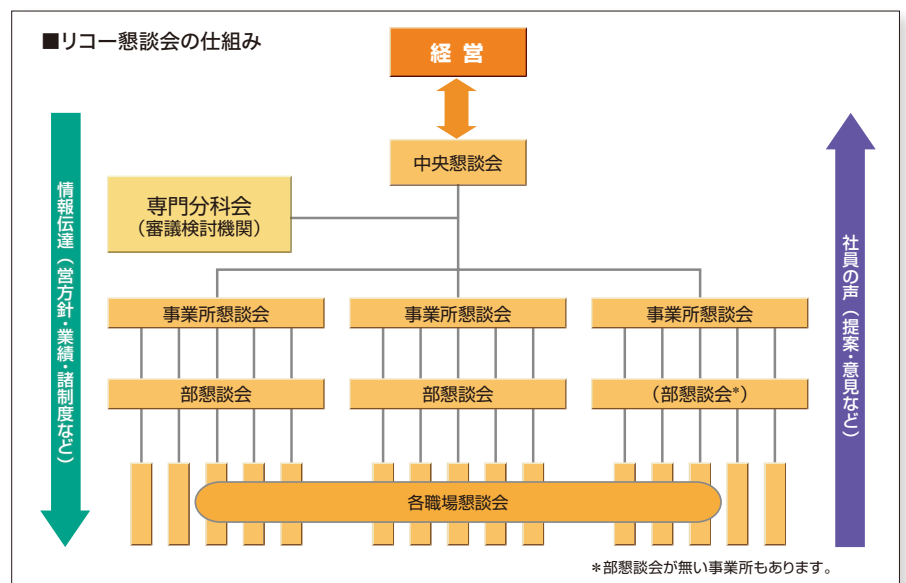 ■リコー懇談会の仕組み
経 営
中央懇談会
専門分科会
（審議検討機関）
情報伝達（営方針・業績・諸制度など）
社員の声（提案・意見など）
事業所懇談会
事業所懇談会
事業所懇談会
部懇談会
部懇談会
（部懇談会*）
各職場懇談会
*部懇談会が無い事業所もあります。